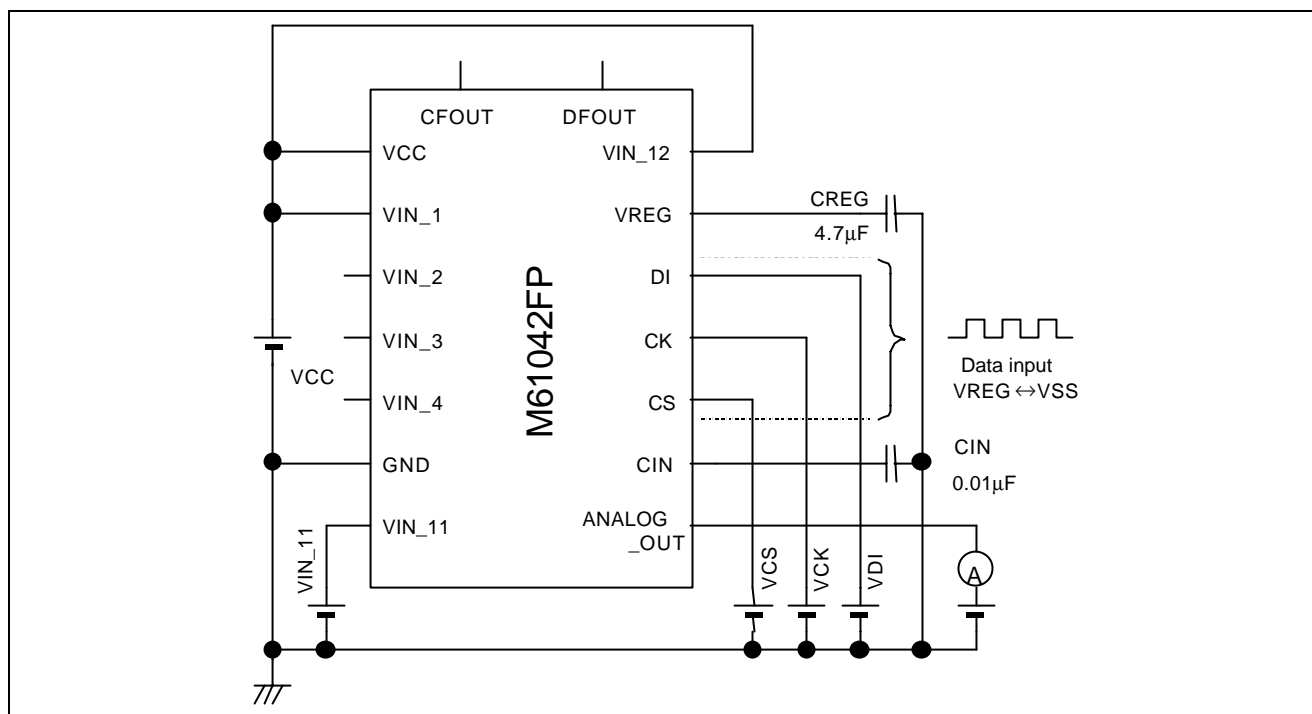 CFOUT
DFOUT
VCC
VIN_12
VIN_1
VREG
CREG
4.7μF
VIN_2
DI
VIN_3
CK
VIN_4
CS
GND
CIN
VIN_11
ANALOG
_OUT
M61042FP
VCC
Data input
VREG ↔VSS
CIN
0.01μF
VIN_11
VCS
VCK
VDI
A